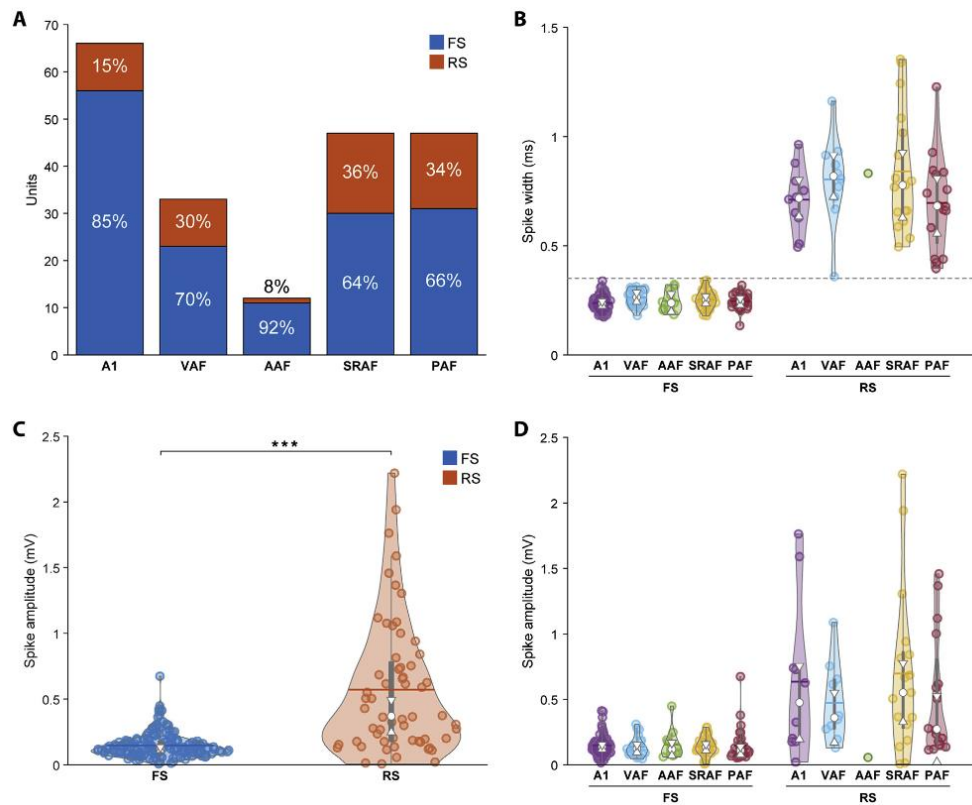 A
70
60
50
40
30
20
10
0
Units
15%
85%
30%
70%
8%
92%
36%
64%
34%
66%
FS
RS
A1 VAF AAF SRAF PAF
B
1.5
1
0.5
0
Spike width (ms)
A1 VAF AAF SRAF PAF A1 VAF AAF SRAF PAF
FS RS
C
2.5
2
1.5
1
0.5
0
Spike amplitude (mV)
***
FS
RS
FS RS
D
2.5
2
1.5
1
0.5
0
Spike amplitude (mV)
A1 VAF AAF SRAF PAF A1 VAF AAF SRAF PAF
FS RS